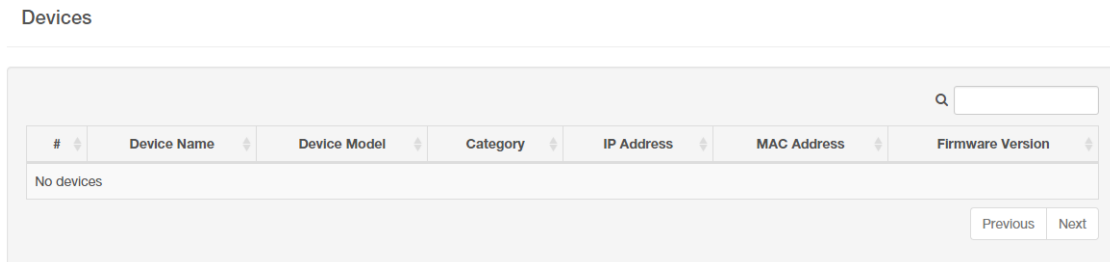 Devices
# Device Name Device Model Category IP Address MAC Address Firmware Version
No devices
Previous Next